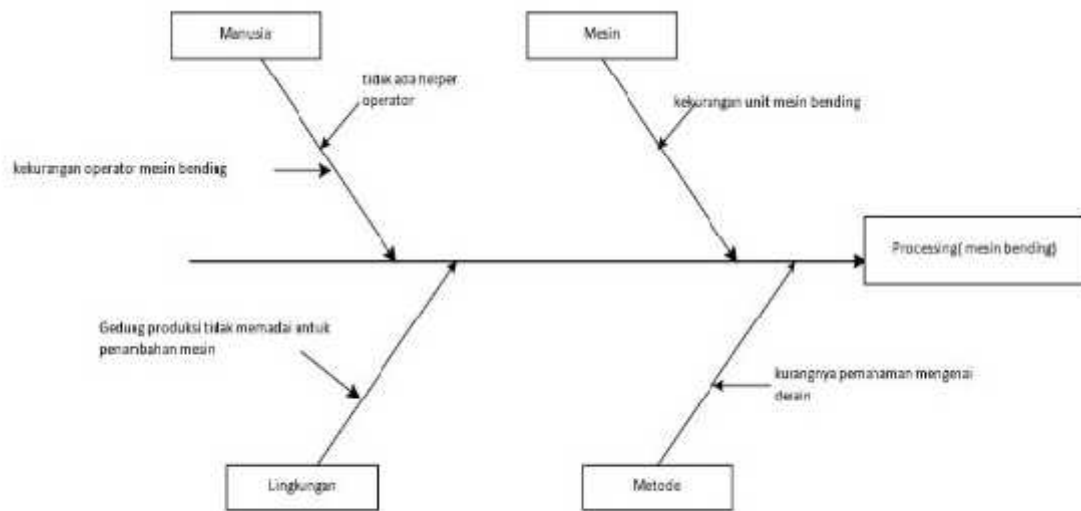 Manusia
Mesin
tidak ada helper
operator
kekurangan unit mesin bending
kekurangan operator mesin bending
Processing( mesin bending)
Gedung produksi tidak memadai untuk
penambahan mesin
kurangnya pemahaman mengenai
desain
Lingkungan
Metode